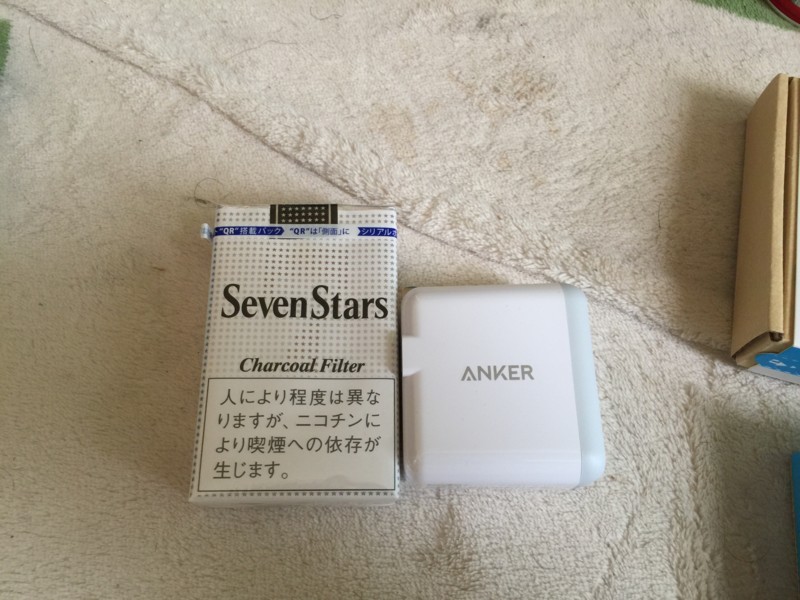 "QR"搭載パック "QR"は「側面」に シリアル
SevenStars
Charcoal Filter
人により程度は異な
りますが、ニコチンに
より喫煙への依存が
生じます。
ANKER